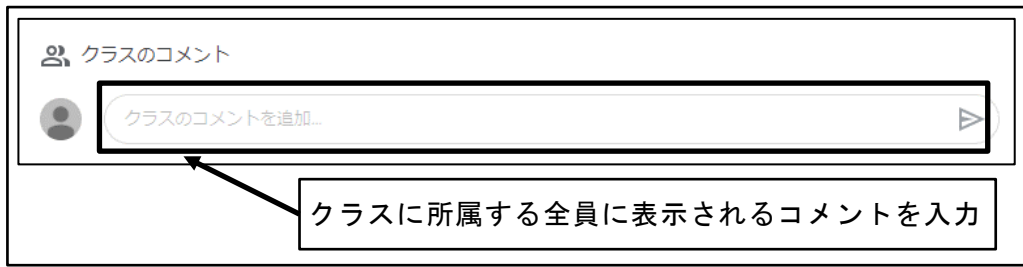 クラスのコメント
クラスのコメントを追加...
クラスに所属する全員に表示されるコメントを入力